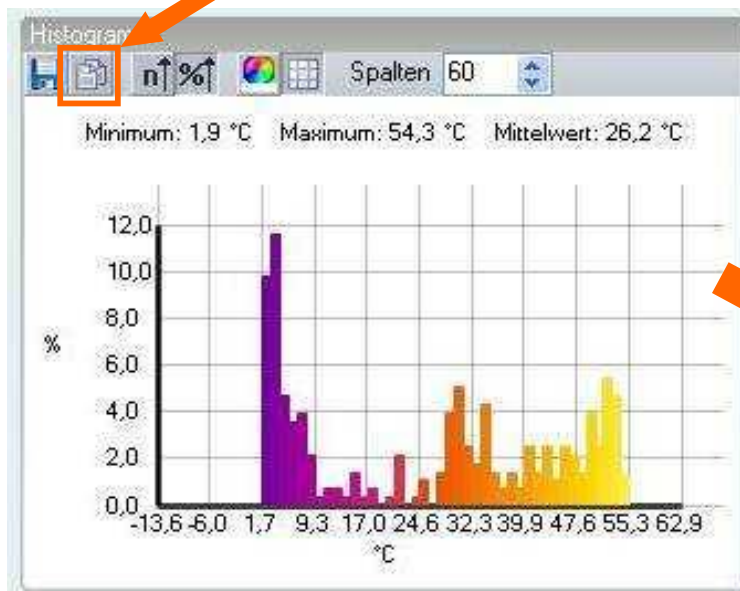 Histogram
n↑ %↑ Spalten 60
Minimum: 1,9 °C Maximum: 54,3 °C Mittelwert: 26,2 °C
12,0
10,0
8,0
%
6,0
4,0
2,0
0,0
-13,6 -6,0 1,7 9,3 17,0 24,6 32,3 39,9 47,6 55,3 62,9
°C